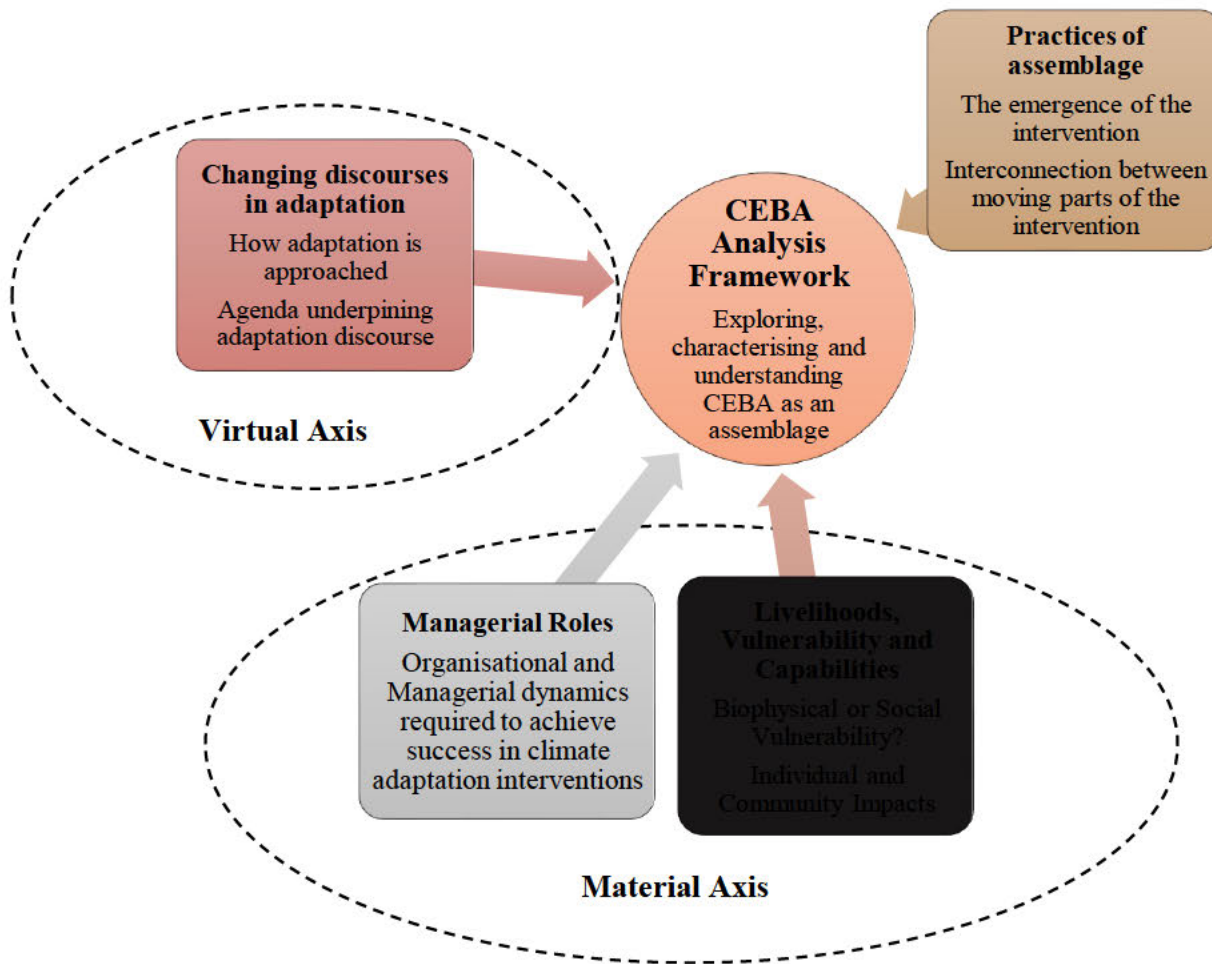 Practices of
assemblage
The emergence of the
intervention
Interconnection between
moving parts of the
intervention
Changing discourses
in adaptation
How adaptation is
approached
Agenda underpining
adaptation discourse
Virtual Axis
CEBA
Analysis
Framework
Exploring,
characterising and
understanding
CEBA as an
assemblage
Managerial Roles
Organisational and
Managerial dynamics
required to achieve
success in climate
adaptation interventions
Livelihoods,
Vulnerability and
Capabilities
Biophysical or Social
Vulnerability?
Individual and
Community Impacts
Material Axis